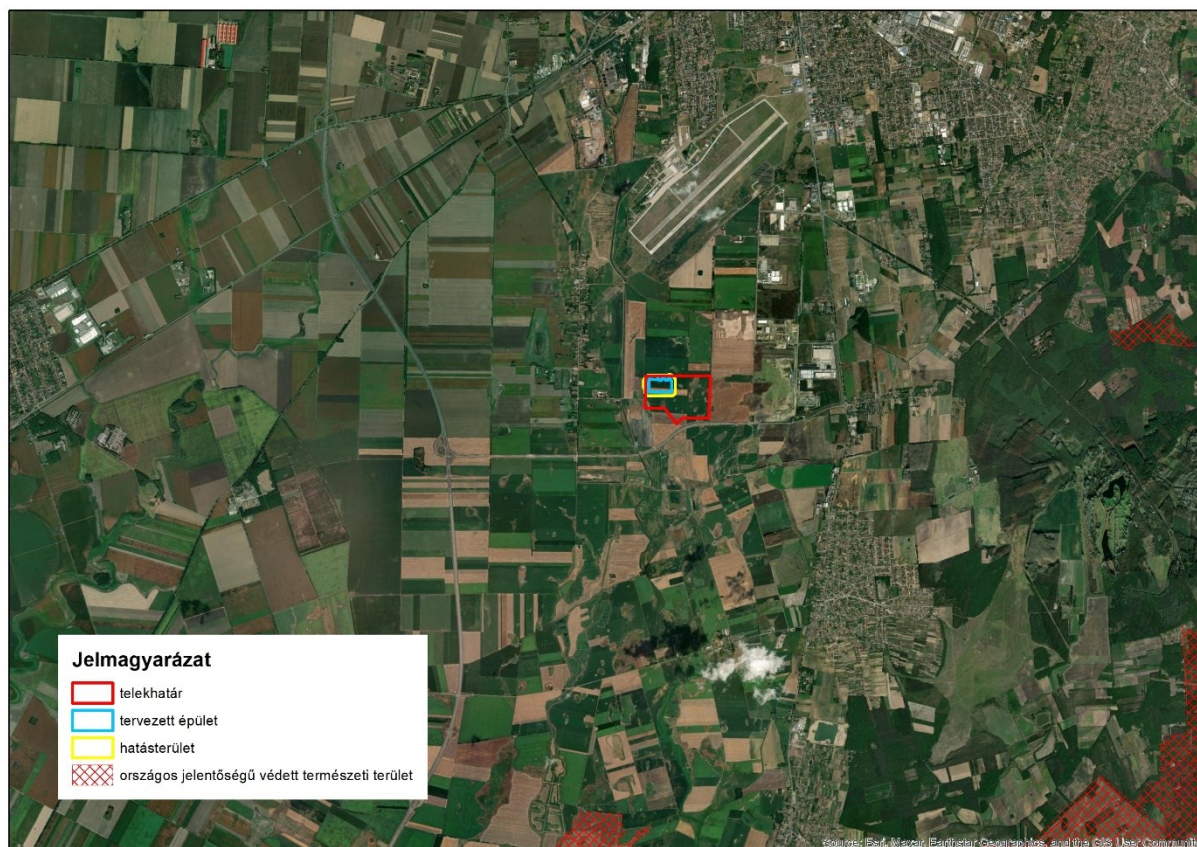 Jelmagyarázat
telekhatár
tervezett épület
hatásterület
országos jelentőségű védett természeti terület
Source: Esri, Maxar, Earthstar Geographics, and the GIS User Communit